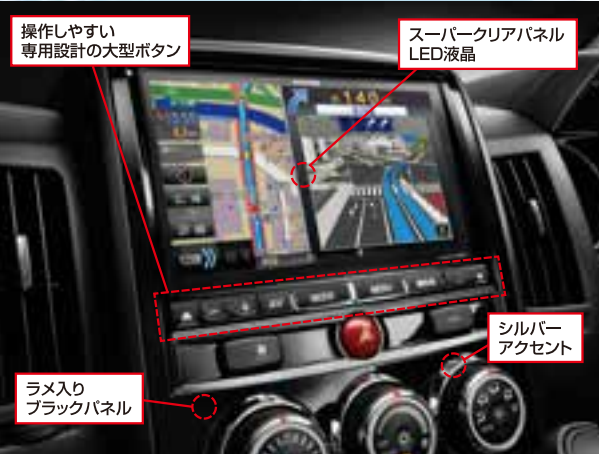 操作しやすい
専用設計の大型ボタン
スーパークリアパネル
LED液晶
140
シルバー
アクセント
ラメ入り
ブラックパネル